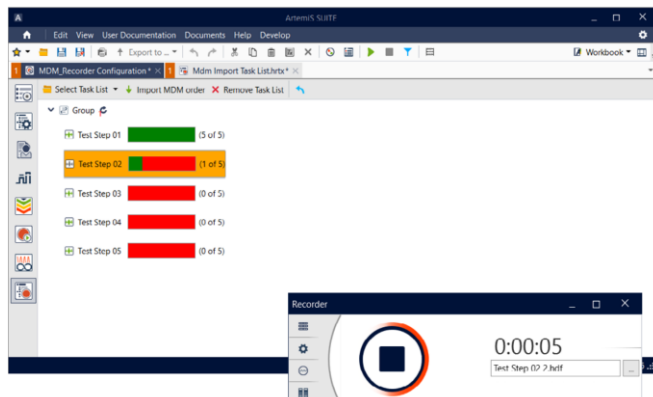 ArtemiS SUITE
Edit View User Documentation Documents Help Develop
Export to ...
Workbook
1 MDM_Recorder Configuration* 1 Mdm Import Task List.hrtx*
Select Task List Import MDM order Remove Task List
Group
Test Step 01 (5 of 5)
Test Step 02 (1 of 5)
Test Step 03 (0 of 5)
Test Step 04 (0 of 5)
Test Step 05 (0 of 5)
Recorder
0:00:05
Test Step 02 2.hdf
...